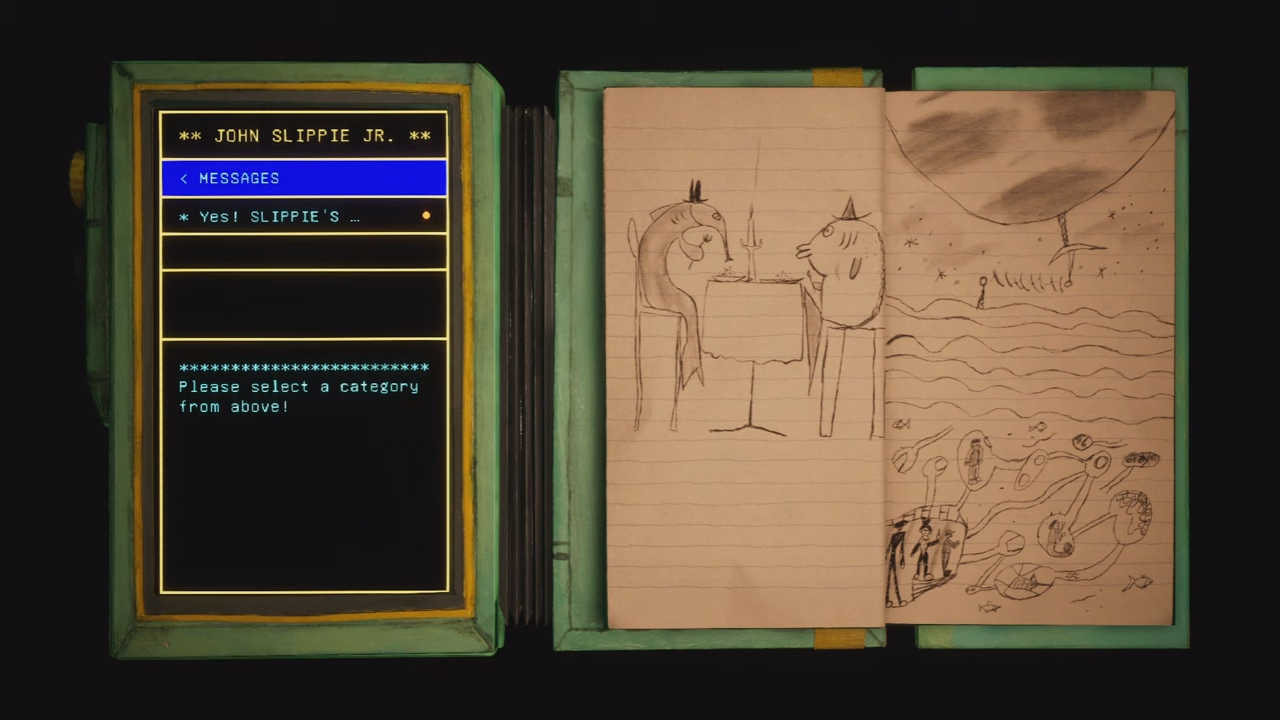 ** JOHN SLIPPIE JR. **
< MESSAGES
* Yes! SLIPPIE'S …
*************************
Please select a category
from above!